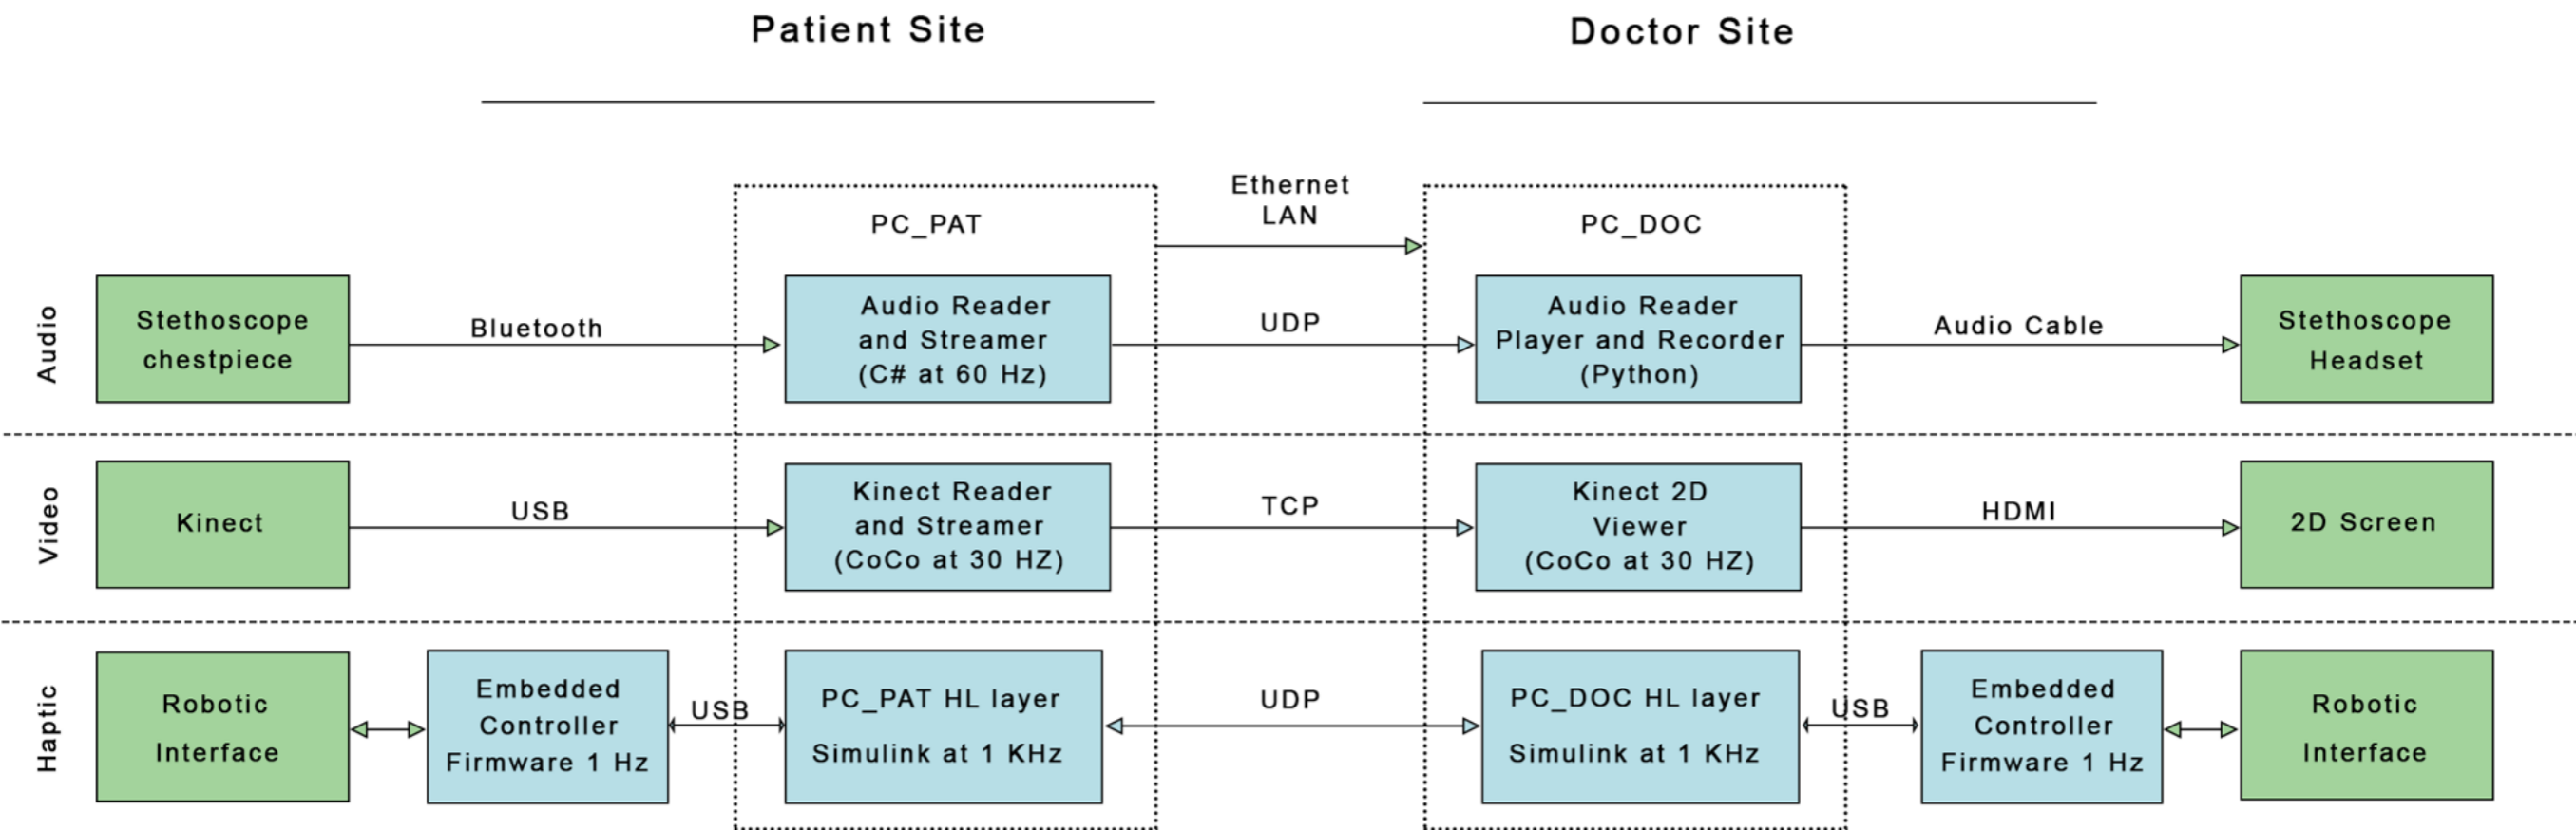 Patient Site
Doctor Site
Ethernet
LAN
PC_PAT
PC_DOC
Audio
Stethoscope
chestpiece
Bluetooth
Audio Reader
and Streamer
(C# at 60 Hz)
UDP
Audio Reader
Player and Recorder
(Python)
Audio Cable
Stethoscope
Headset
Video
Kinect
USB
Kinect Reader
and Streamer
(CoCo at 30 HZ)
TCP
Kinect 2D
Viewer
(CoCo at 30 HZ)
HDMI
2D Screen
Haptic
Robotic
Interface
Embedded
Controller
Firmware 1 Hz
USB
PC_PAT HL layer
Simulink at 1 KHz
UDP
PC_DOC HL layer
Simulink at 1 KHz
USB
Embedded
Controller
Firmware 1 Hz
Robotic
Interface